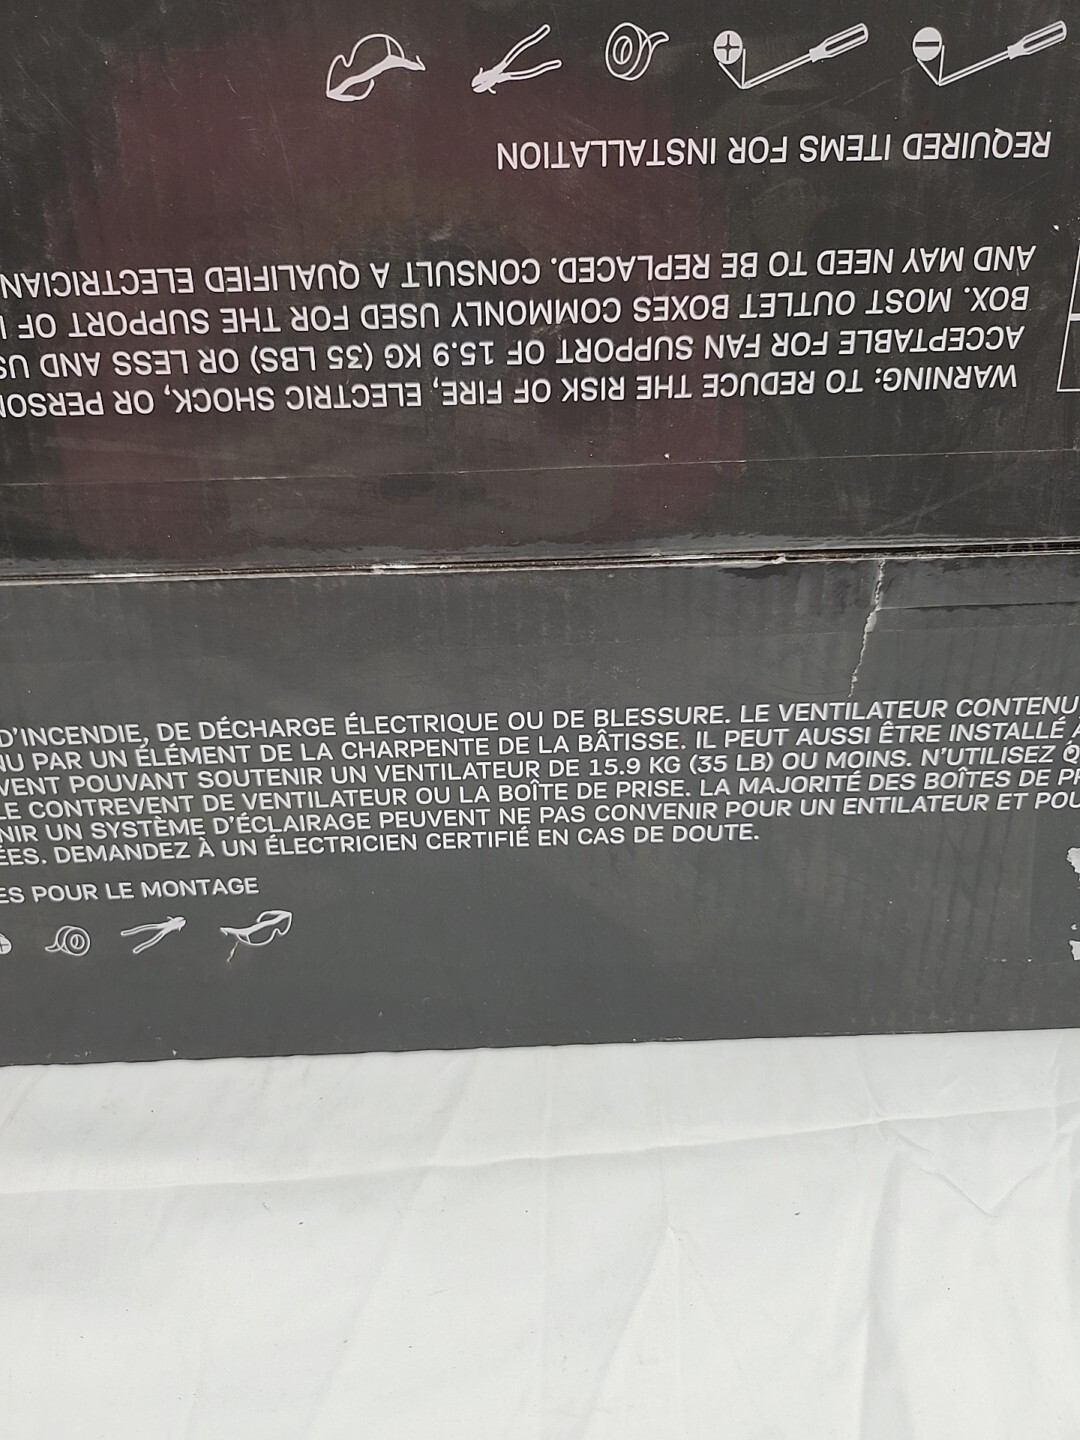 REQUIRED ITEMS FOR INSTALLATION
WARNING: TO REDUCE THE RISK OF FIRE, ELECTRIC SHOCK, OR
ACCEPTABLE FOR FAN SUPPORT OF 15.9 KG (35 LBS) OR LESS AND
BOX. MOST OUTLET BOXES COMMONLY USED FOR THE SUPPORT OF
AND MAY NEED TO BE REPLACED. CONSULT A QUALIFIED ELECTRICIAN
D'INCENDIE, DE DÉCHARGE ÉLECTRIQUE OU DE BLESSURE. LE VENTILATEUR CONTENU
PAR UN ÉLÉMENT DE LA CHARPENTE DE LA BÂTISSE. IL PEUT AUSSI ÊTRE INSTALLÉ
POUVANT SOUTENIR UN VENTILATEUR DE 15.9 KG (35 LB) OU MOINS. N'UTILISEZ
LE CONTREVENT DE VENTILATEUR OU LA BOÎTE DE PRISE. LA MAJORITÉ DES BOÎTES DE
UN SYSTÈME D'ÉCLAIRAGE PEUVENT NE PAS CONVENIR POUR UN ENTILATEUR ET
DEMANDEZ À UN ÉLECTRICIEN CERTIFIÉ EN CAS DE DOUTE.
POUR LE MONTAGE